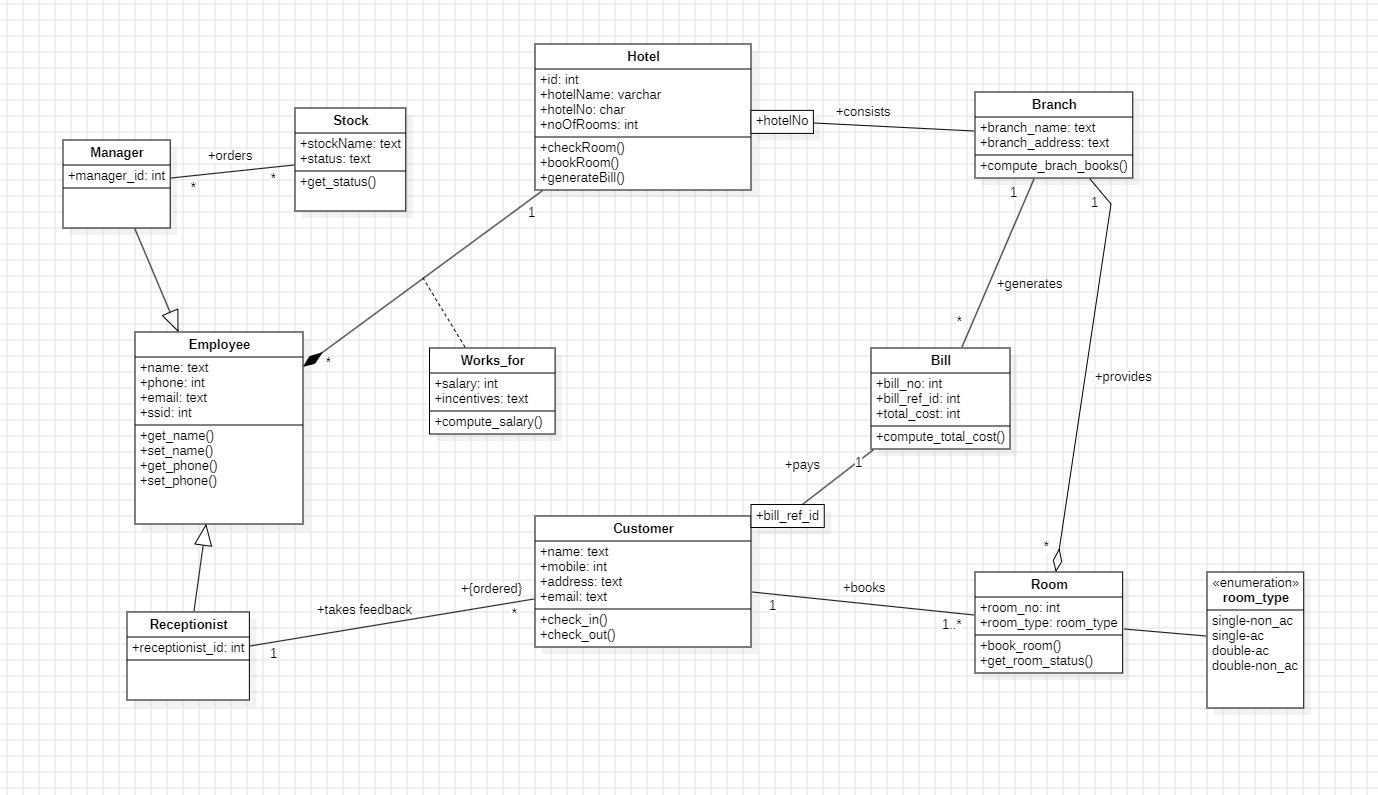 Hotel
+id: int
+hotelName: varchar
+hotelNo: char
+noOfRooms: int
+checkRoom()
+bookRoom()
+generateBill()
+hotelNo
+consists
Branch
+branch_name: text
+branch_address: text
+compute_brach_books()
Stock
+stockName: text
+status: text
+get_status()
Manager
+manager_id: int
+orders
*
*
1
1
1
+generates
*
+provides
*
Employee
+name: text
+phone: int
+email: text
+ssid: int
+get_name()
+set_name()
+get_phone()
+set_phone()
*
Works_for
+salary: int
+incentives: text
+compute_salary()
Bill
+bill_no: int
+bill_ref_id: int
+total_cost: int
+compute_total_cost()
+pays
1
+bill_ref_id
Customer
+name: text
+mobile: int
+address: text
+email: text
+check_in()
+check_out()
+{ordered}
*
+takes feedback
1
Receptionist
+receptionist_id: int
+books
1
1..*
Room
+room_no: int
+room_type: room_type
+book_room()
+get_room_status()
«enumeration»
room_type
single-non_ac
single-ac
double-ac
double-non_ac